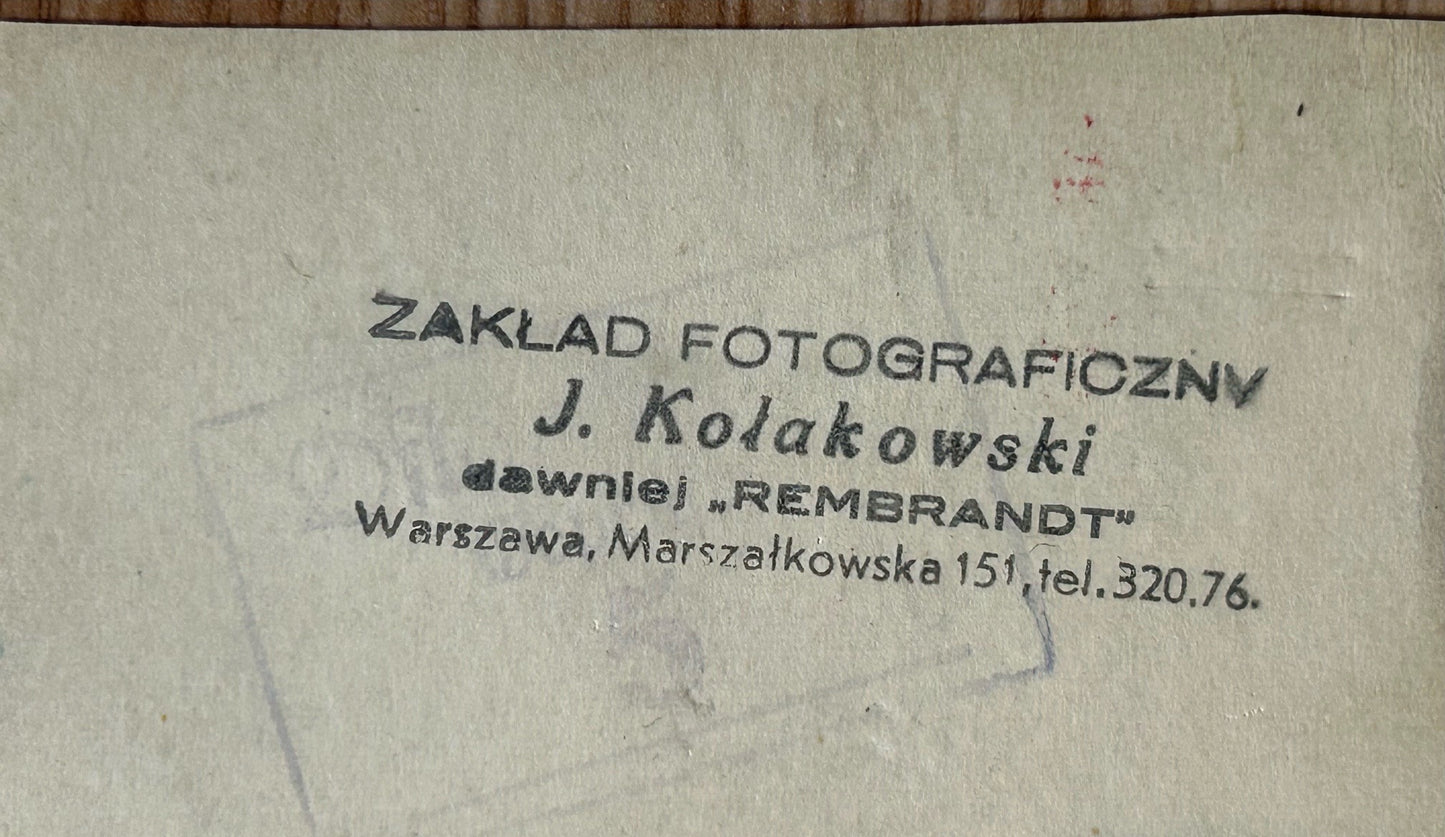 ZAKŁAD FOTOGRAFICZNY
J. Kołakowski
dawniej „REMBRANDT”
Warszawa, Marszałkowska 151, tel. 320.76.